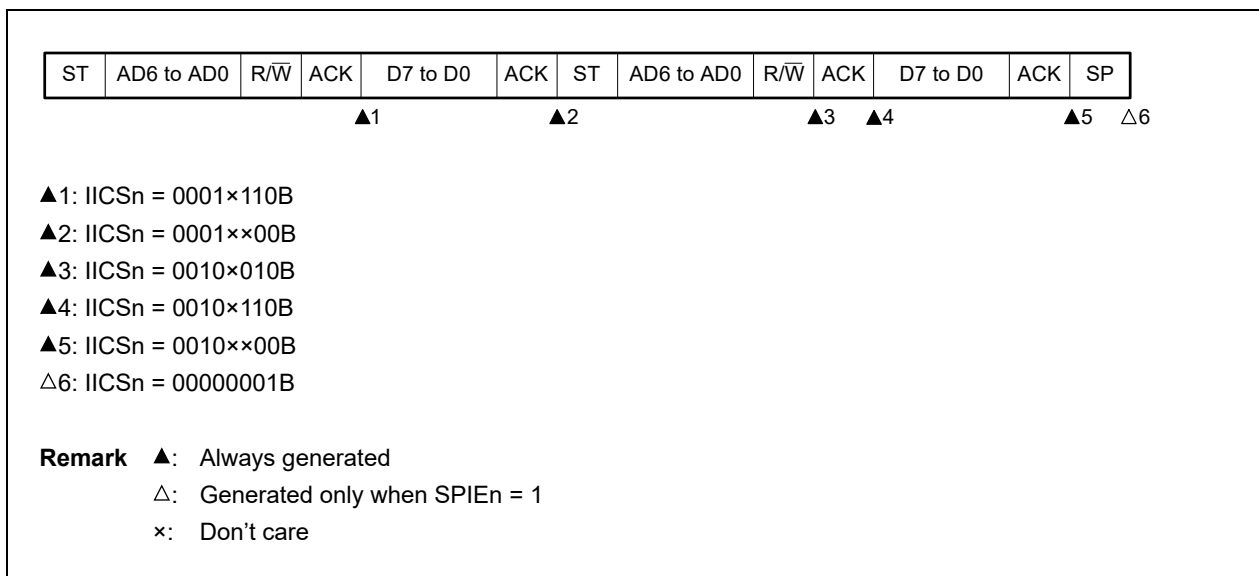 ST AD6 to AD0 R/W̅ ACK D7 to D0 ACK ST AD6 to AD0 R/W̅ ACK D7 to D0 ACK SP
▲1 ▲2 ▲3 ▲4 ▲5 △6
▲1: IICSn = 0001×110B
▲2: IICSn = 0001××00B
▲3: IICSn = 0010×010B
▲4: IICSn = 0010×110B
▲5: IICSn = 0010××00B
△6: IICSn = 00000001B
Remark ▲: Always generated
△: Generated only when SPIEn = 1
×: Don’t care